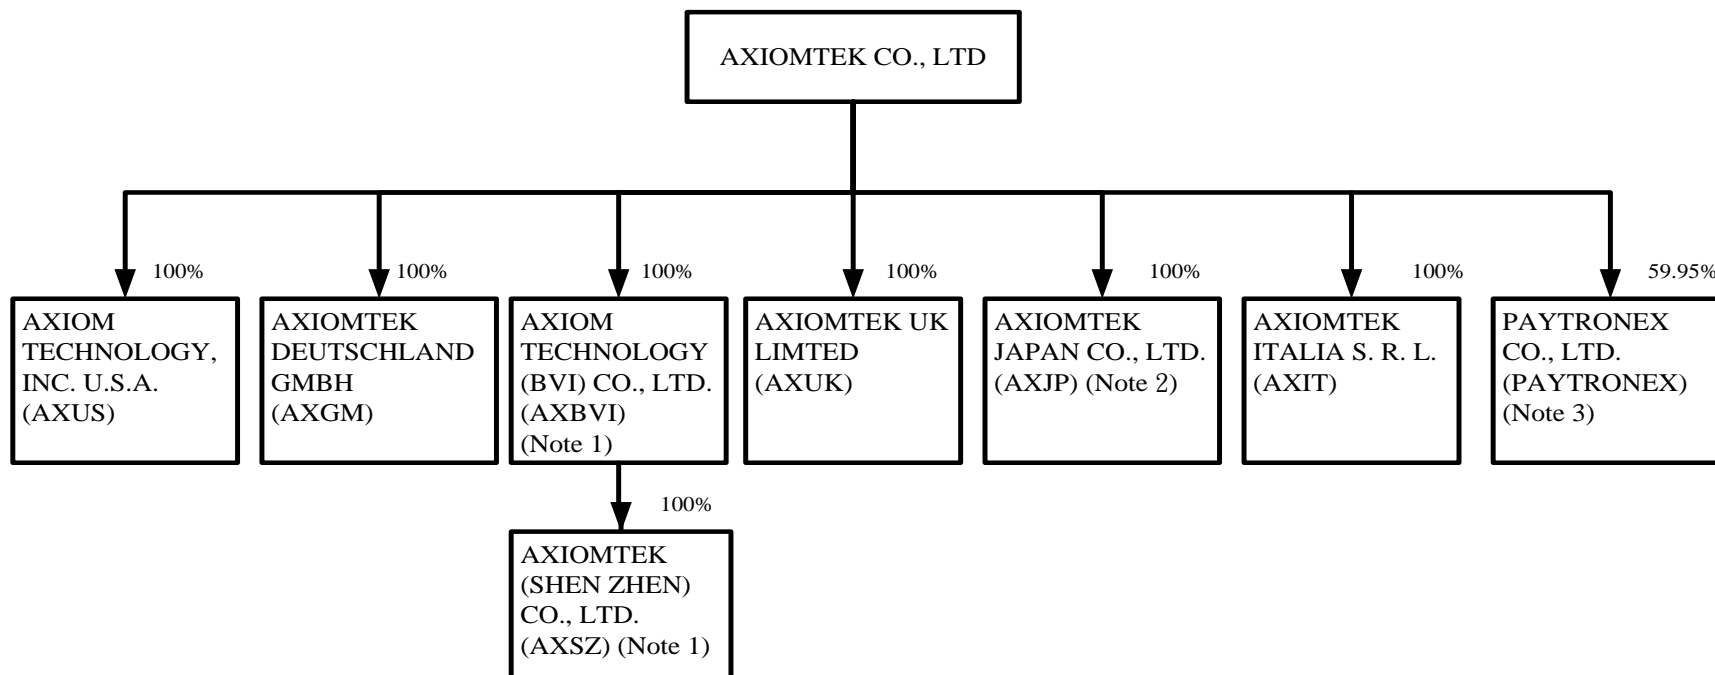 AXIOMTEK CO., LTD
100%
100%
100%
100%
100%
100%
59.95%
AXIOM
TECHNOLOGY,
INC. U.S.A.
(AXUS)
AXIOMTEK
DEUTSCHLAND
GMBH
(AXGM)
AXIOM
TECHNOLOGY
(BVI) CO., LTD.
(AXBVI)
(Note 1)
AXIOMTEK UK
LIMTED
(AXUK)
AXIOMTEK
JAPAN CO., LTD.
(AXJP) (Note 2)
AXIOMTEK
ITALIA S. R. L.
(AXIT)
PAYTRONEX
CO., LTD.
(PAYTRONEX)
(Note 3)
100%
AXIOMTEK
(SHEN ZHEN)
CO., LTD.
(AXSZ) (Note 1)